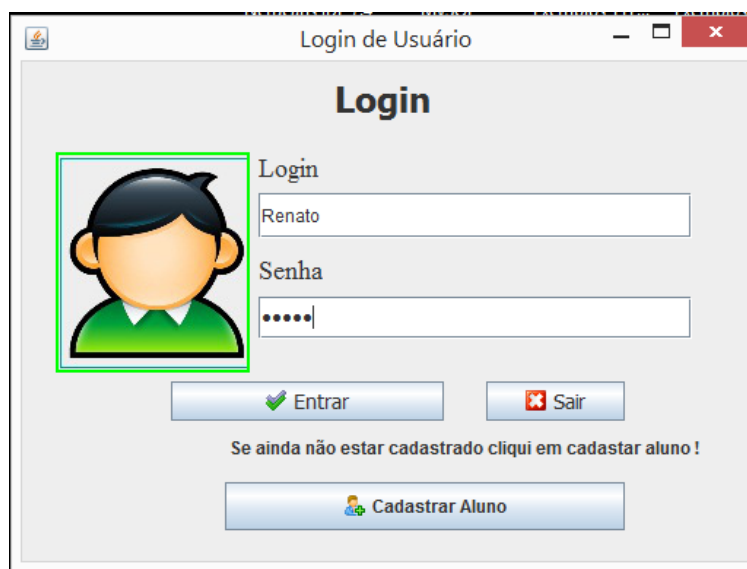 Login de Usuário
Login
Login
Renato
Senha
•••••
Entrar
Sair
Se ainda não estar cadastrado cliqui em cadastar aluno !
Cadastrar Aluno